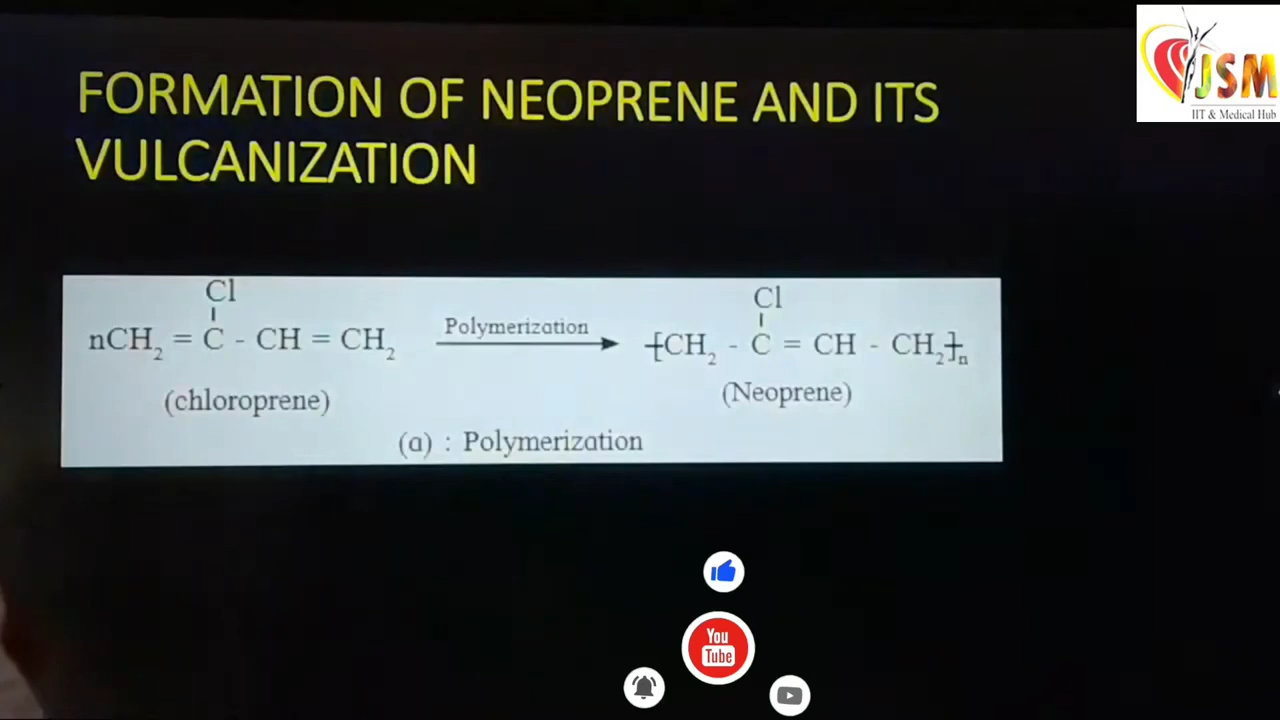 FORMATION OF NEOPRENE AND ITS
VULCANIZATION
JSM
IIT & Medical Hub
Cl
nCH₂ = C - CH = CH₂
(chloroprene)
Polymerization
Cl
[CH₂ - C = CH - CH₂]ₙ
(Neoprene)
(a) : Polymerization
You
Tube